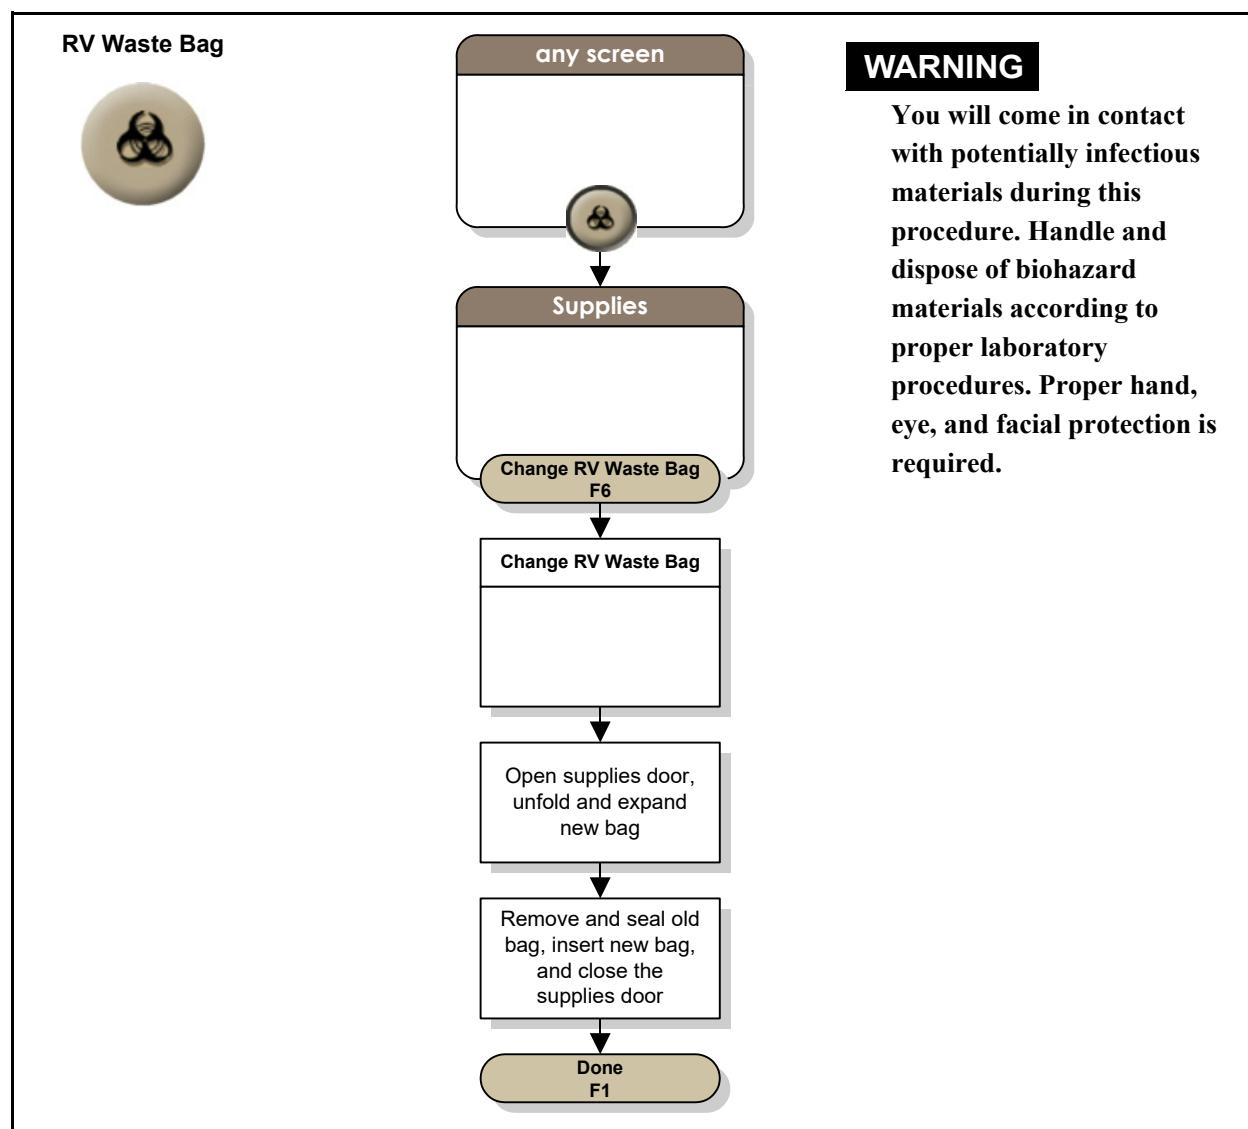 RV Waste Bag
any screen
Supplies
Change RV Waste Bag
F6
Change RV Waste Bag
Open supplies door,
unfold and expand
new bag
Remove and seal old
bag, insert new bag,
and close the
supplies door
Done
F1
WARNING
You will come in contact
with potentially infectious
materials during this
procedure. Handle and
dispose of biohazard
materials according to
proper laboratory
procedures. Proper hand,
eye, and facial protection is
required.